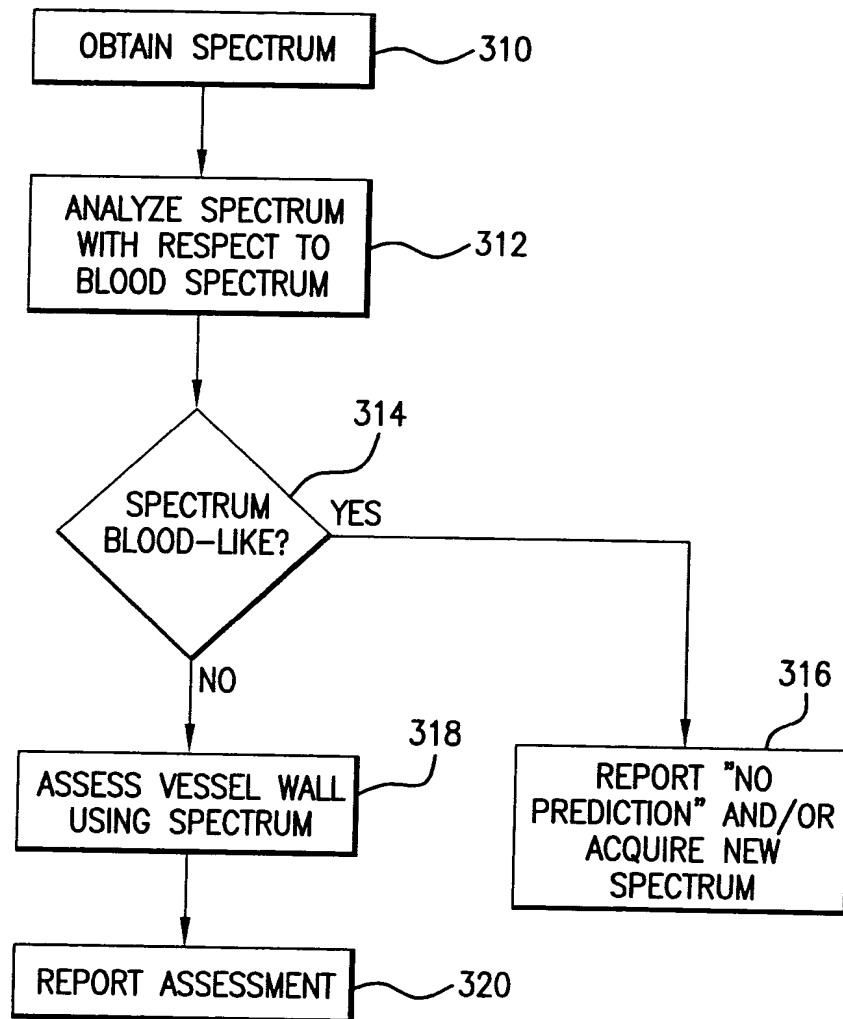 OBTAIN SPECTRUM
310
ANALYZE SPECTRUM
WITH RESPECT TO
BLOOD SPECTRUM
312
314
SPECTRUM
BLOOD-LIKE?
YES
NO
316
REPORT "NO
PREDICTION" AND/OR
ACQUIRE NEW
SPECTRUM
318
ASSESS VESSEL WALL
USING SPECTRUM
REPORT ASSESSMENT
320